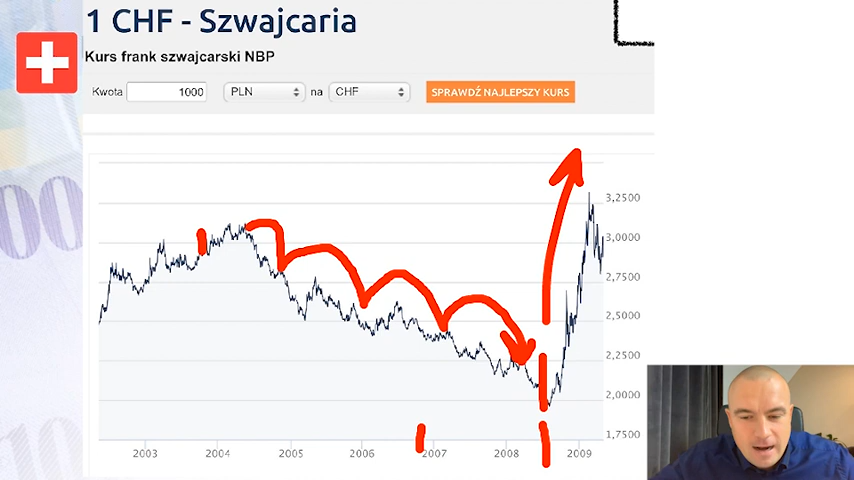 1 CHF - Szwajcaria
Kurs frank szwajcarski NBP
Kwota 1000 PLN na CHF SPRAWDŹ NAJLEPSZY KURS
3,2500
3,0000
2,7500
2,5000
2,2500
2,0000
1,7500
2003 2004 2005 2006 2007 2008 2009